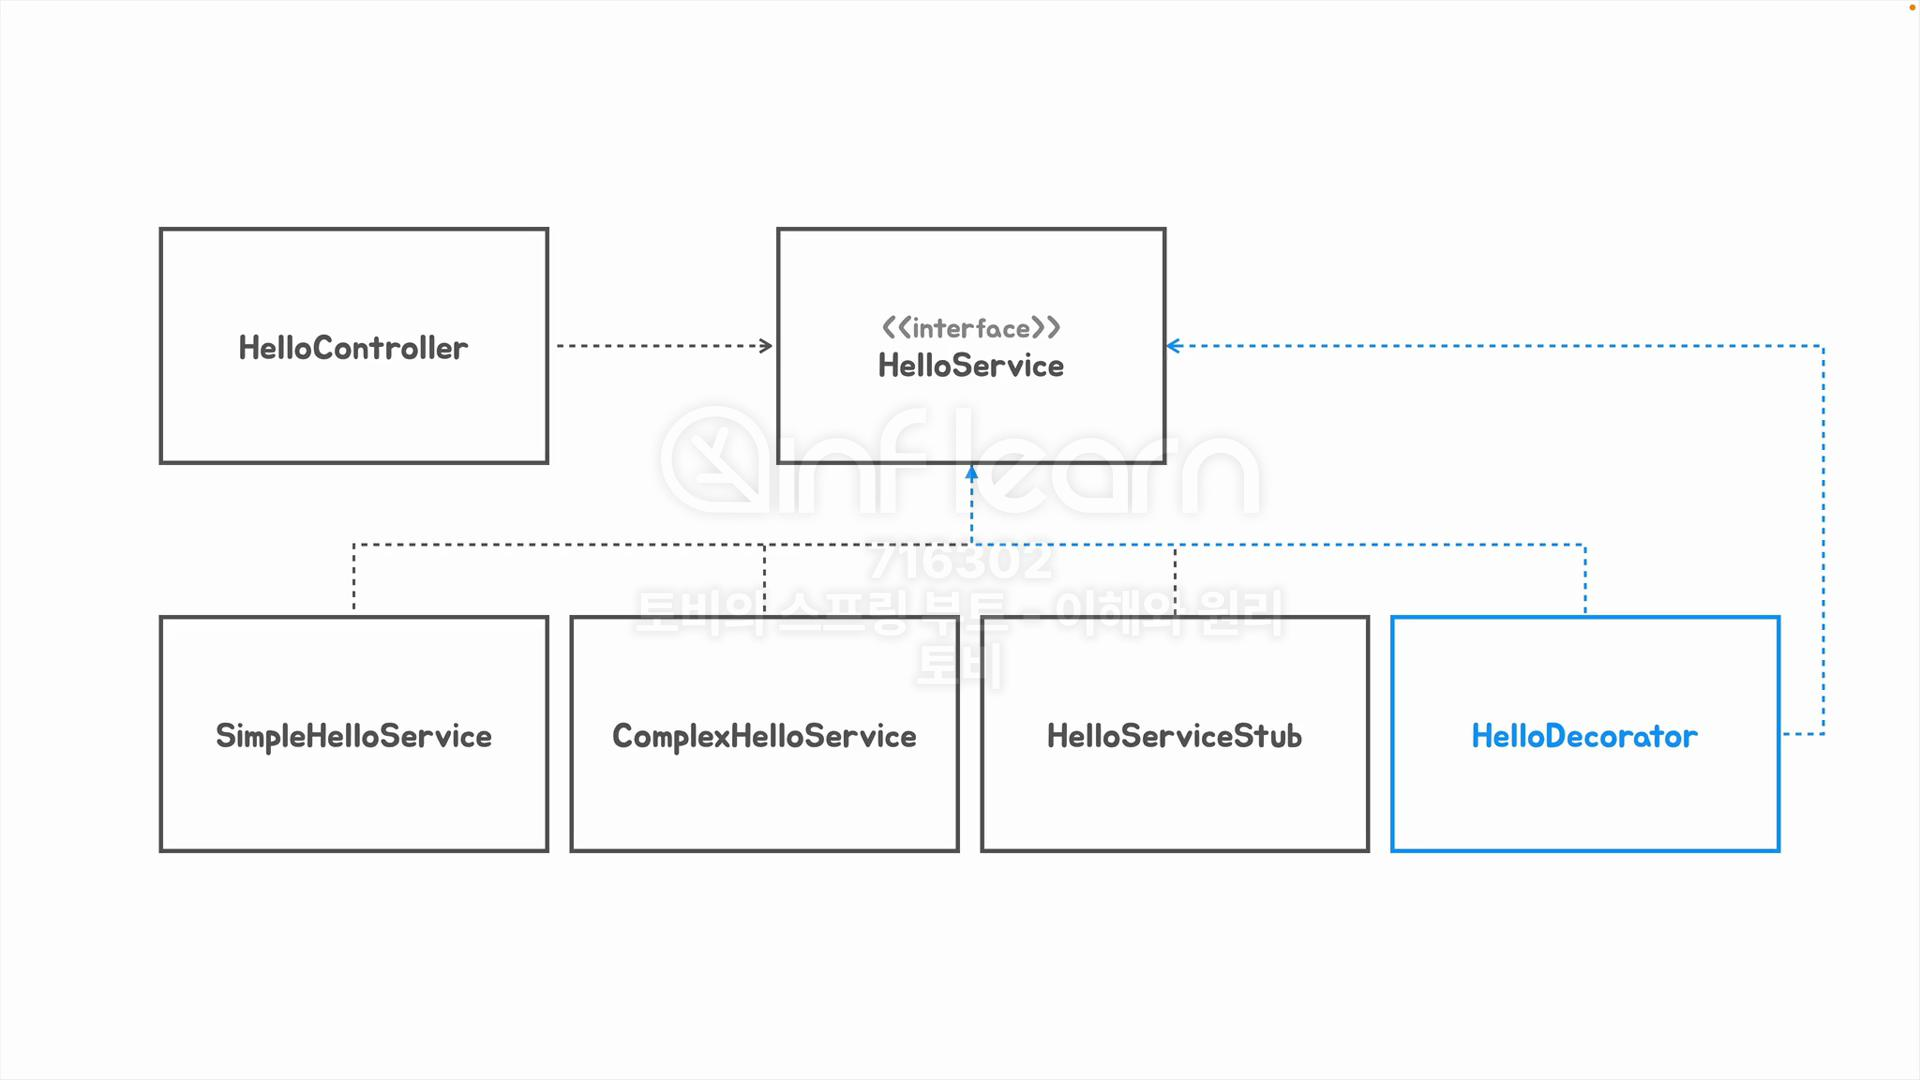 HelloController
<<interface>>
HelloService
inflearn
716302
토비의 스프링 부트 - 이해와 원리
토비
SimpleHelloService
ComplexHelloService
HelloServiceStub
HelloDecorator